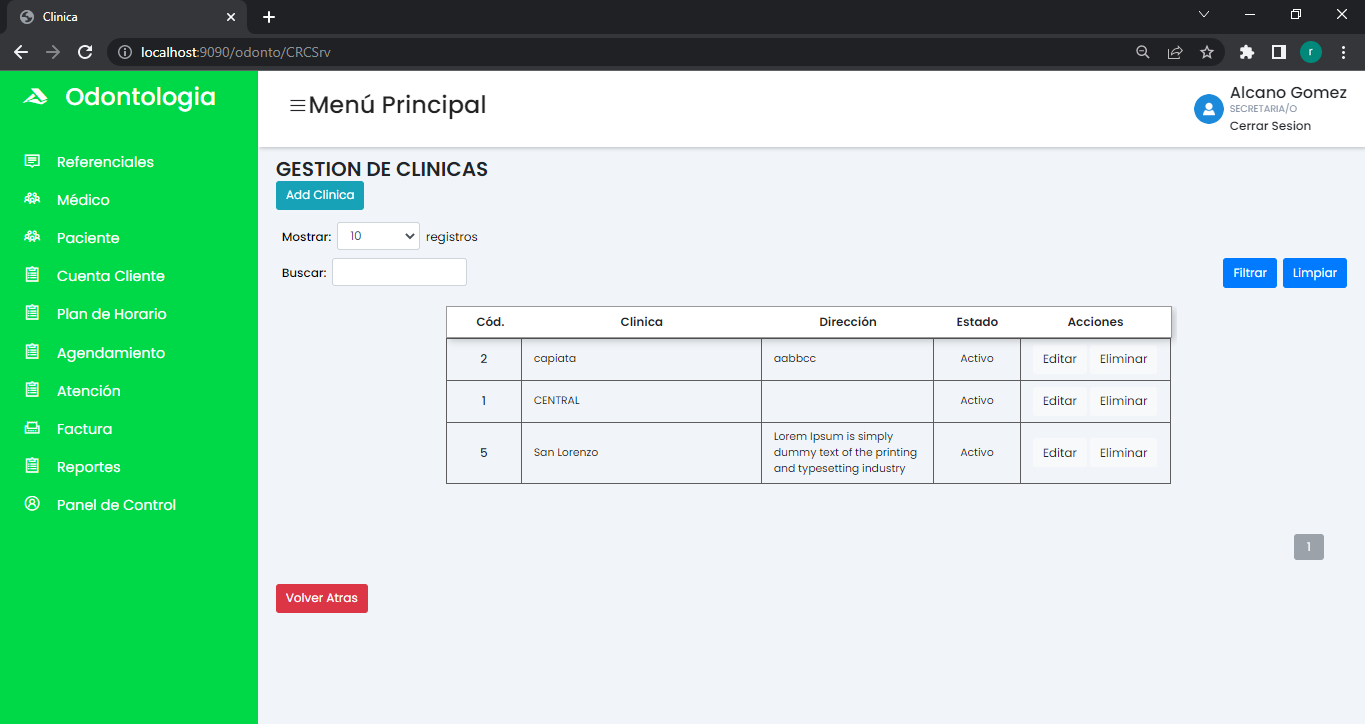 Clinica
localhost:9090/odonto/CRCSrv
r
Odontologia
Referenciales
Médico
Paciente
Cuenta Cliente
Plan de Horario
Agendamiento
Atención
Factura
Reportes
Panel de Control
Menú Principal
Alcano Gomez
SECRETARIA/O
Cerrar Sesion
GESTION DE CLINICAS
Add Clinica
Mostrar: 10 registros
Buscar:
Filtrar Limpiar
Cód. Clinica Dirección Estado Acciones
2 capiata aabbcc Activo Editar Eliminar
1 CENTRAL Activo Editar Eliminar
5 San Lorenzo Lorem Ipsum is simply
dummy text of the printing
and typesetting industry Activo Editar Eliminar
1
Volver Atras